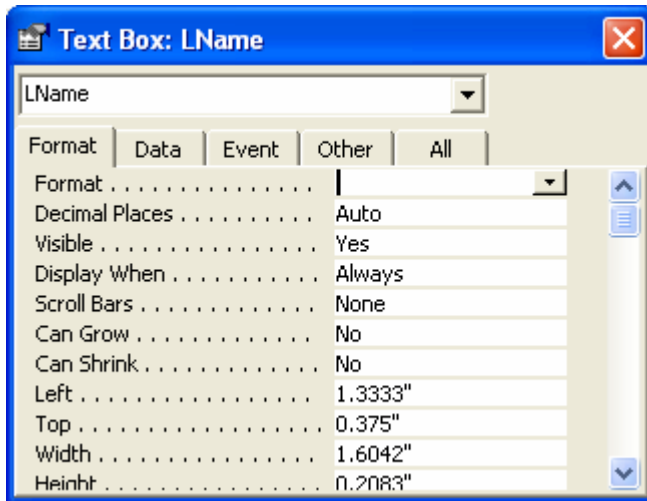 Text Box: LName
LName
Format Data Event Other All
Format . . . . . . . . . . . . . . .
Decimal Places . . . . . . . . . . Auto
Visible . . . . . . . . . . . . . . . . Yes
Display When . . . . . . . . . . . Always
Scroll Bars . . . . . . . . . . . . . None
Can Grow . . . . . . . . . . . . . No
Can Shrink . . . . . . . . . . . . . No
Left . . . . . . . . . . . . . . . . . 1.3333"
Top . . . . . . . . . . . . . . . . . . 0.375"
Width . . . . . . . . . . . . . . . . 1.6042"
Height . . . . . . . . . . . . . . . . 0.2083"